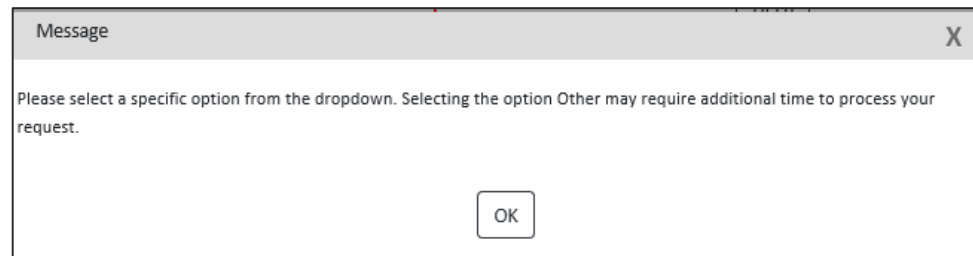 Message
X
Please select a specific option from the dropdown. Selecting the option Other may require additional time to process your
request.
OK